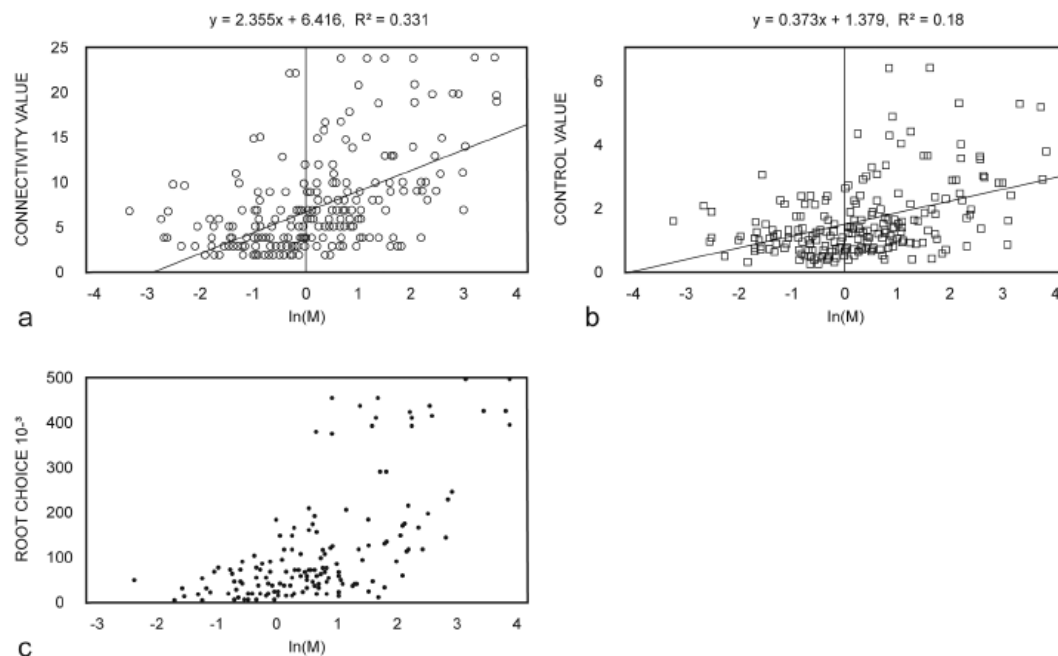 y = 2.355x + 6.416, R² = 0.331
CONNECTIVITY VALUE
25
20
15
10
5
0
-4 -3 -2 -1 0 1 2 3 4
ln(M)
a
y = 0.373x + 1.379, R² = 0.18
CONTROL VALUE
6
4
2
0
-4 -3 -2 -1 0 1 2 3 4
ln(M)
b
ROOT CHOICE 10⁻³
500
400
300
200
100
0
-3 -2 -1 0 1 2 3 4
ln(M)
c